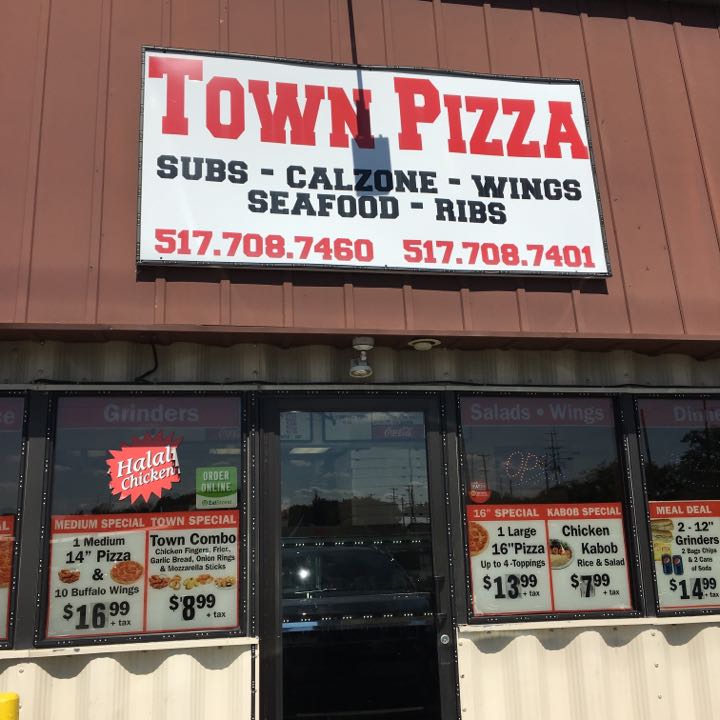 TOWN PIZZA
SUBS - CALZONE - WINGS
SEAFOOD - RIBS
517.708.7460 517.708.7401
Grinders
Halal
Chicken
ORDER
ONLINE
EatStreet
MEDIUM SPECIAL
1 Medium
14" Pizza
&
10 Buffalo Wings
$16.99 + tax
TOWN SPECIAL
Town Combo
Chicken Fingers, Fries,
Garlic Bread, Onion Rings
& Mozzarella Sticks
$8.99 + tax
Coca-Cola
Salads • Wings
16" SPECIAL
1 Large
16"Pizza
Up to 4-Toppings
$13.99 + tax
KABOB SPECIAL
Chicken
Kabob
Rice & Salad
$7.99 + tax
MEAL DEAL
2 - 12"
Grinders
2 Bags Chips
& 2 Cans
of Soda
$14.99 + tax